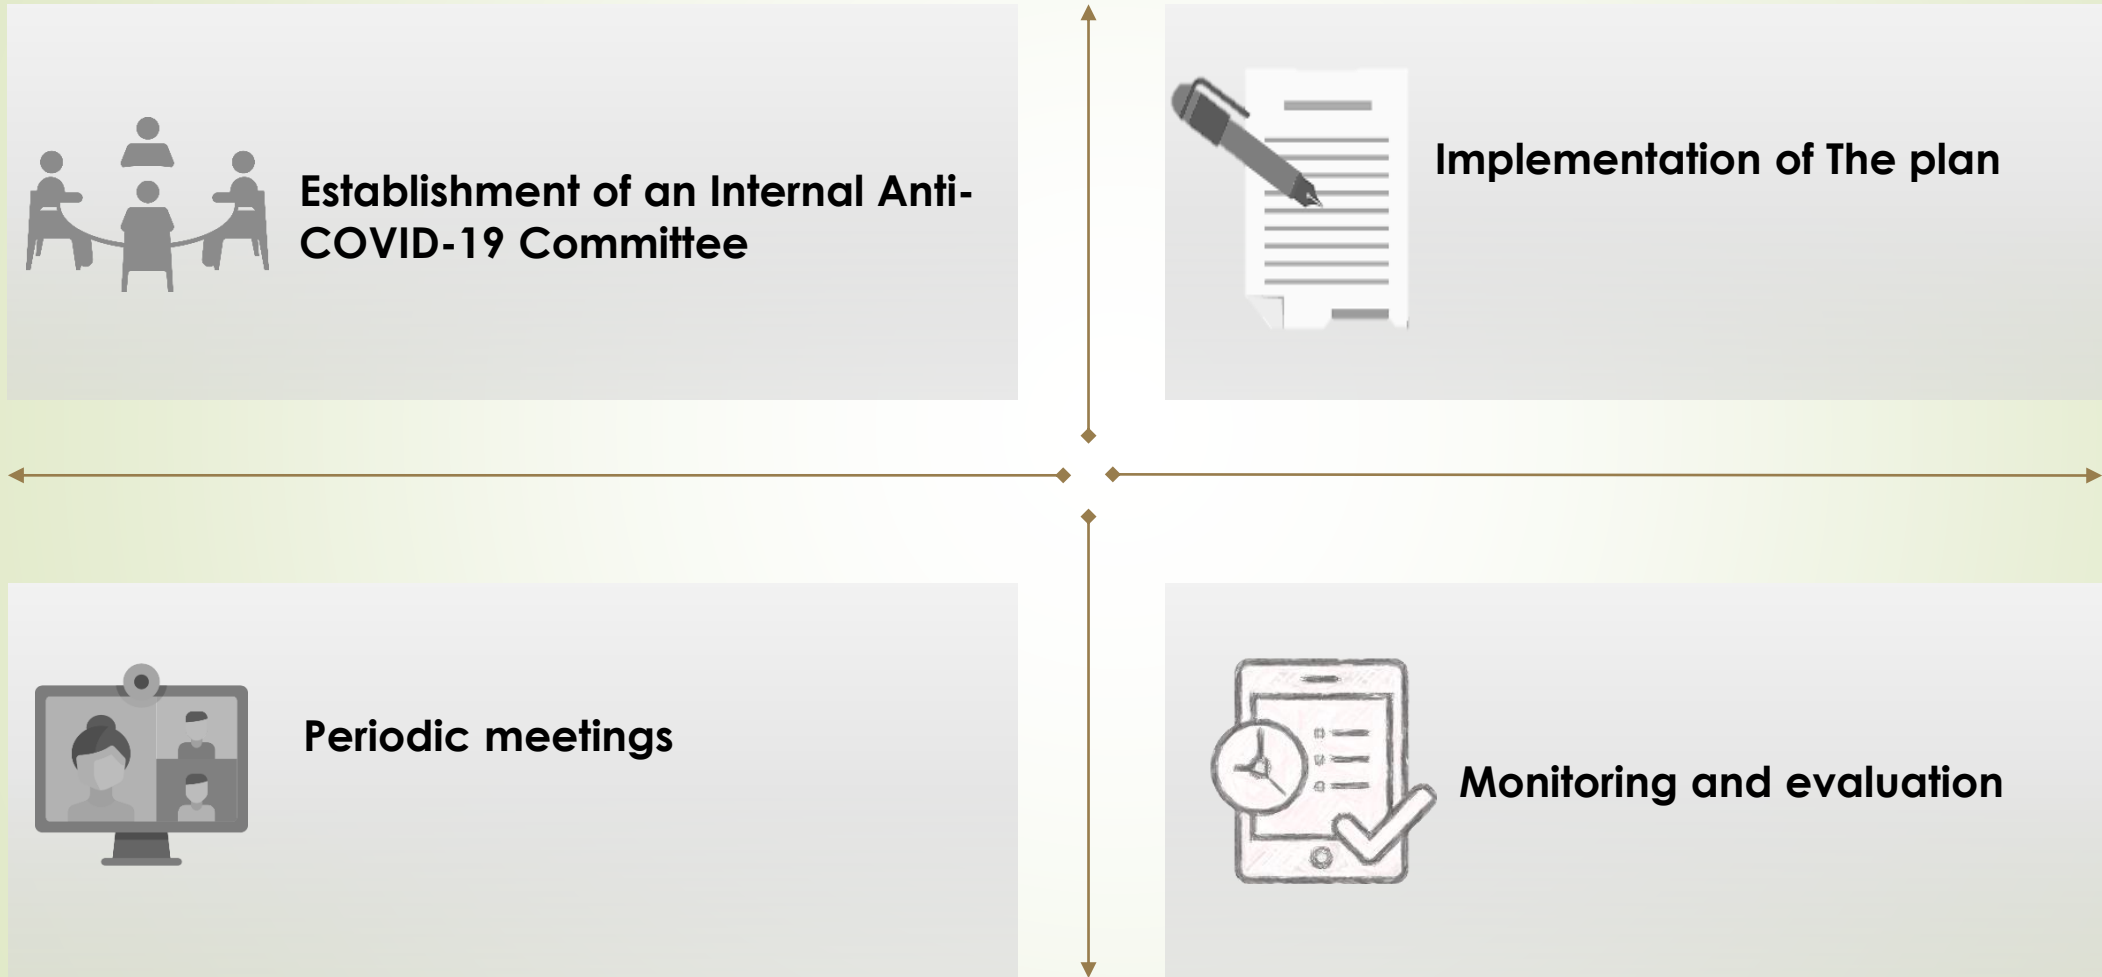 Establishment of an Internal Anti-
COVID-19 Committee
Implementation of The plan
Periodic meetings
Monitoring and evaluation